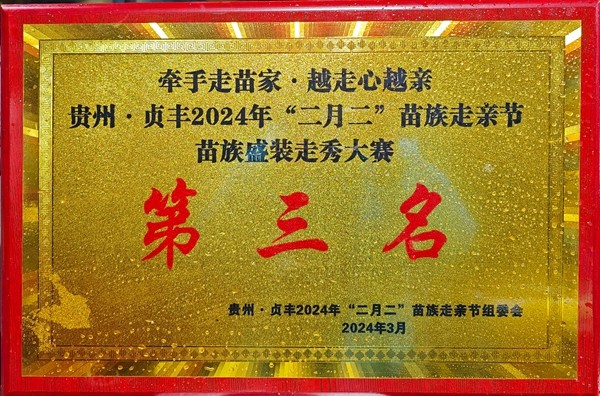 牵手走苗家·越走心越亲
贵州·贞丰2024年“二月二”苗族走亲节
苗族盛装走秀大赛
第三名
贵州·贞丰2024年“二月二”苗族走亲节组委会
2024年3月